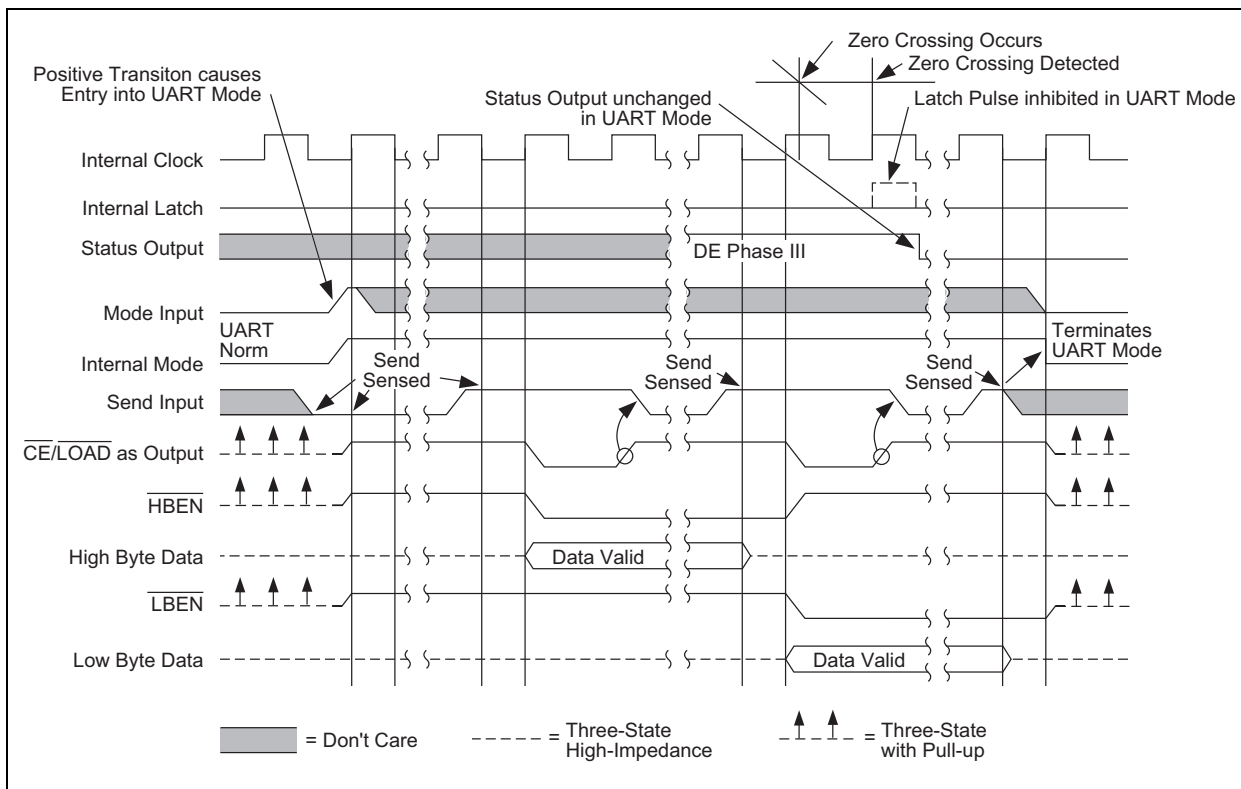 Zero Crossing Occurs
Zero Crossing Detected
Positive Transiton causes
Entry into UART Mode
Status Output unchanged
in UART Mode
Latch Pulse inhibited in UART Mode
Internal Clock
Internal Latch
Status Output
DE Phase III
Mode Input
UART
Norm
Internal Mode
Terminates
UART Mode
Send
Sensed
Send
Sensed
Send
Sensed
Send Input
CE/LOAD as Output
HBEN
High Byte Data
Data Valid
LBEN
Low Byte Data
Data Valid
= Don't Care
= Three-State
High-Impedance
= Three-State
with Pull-up